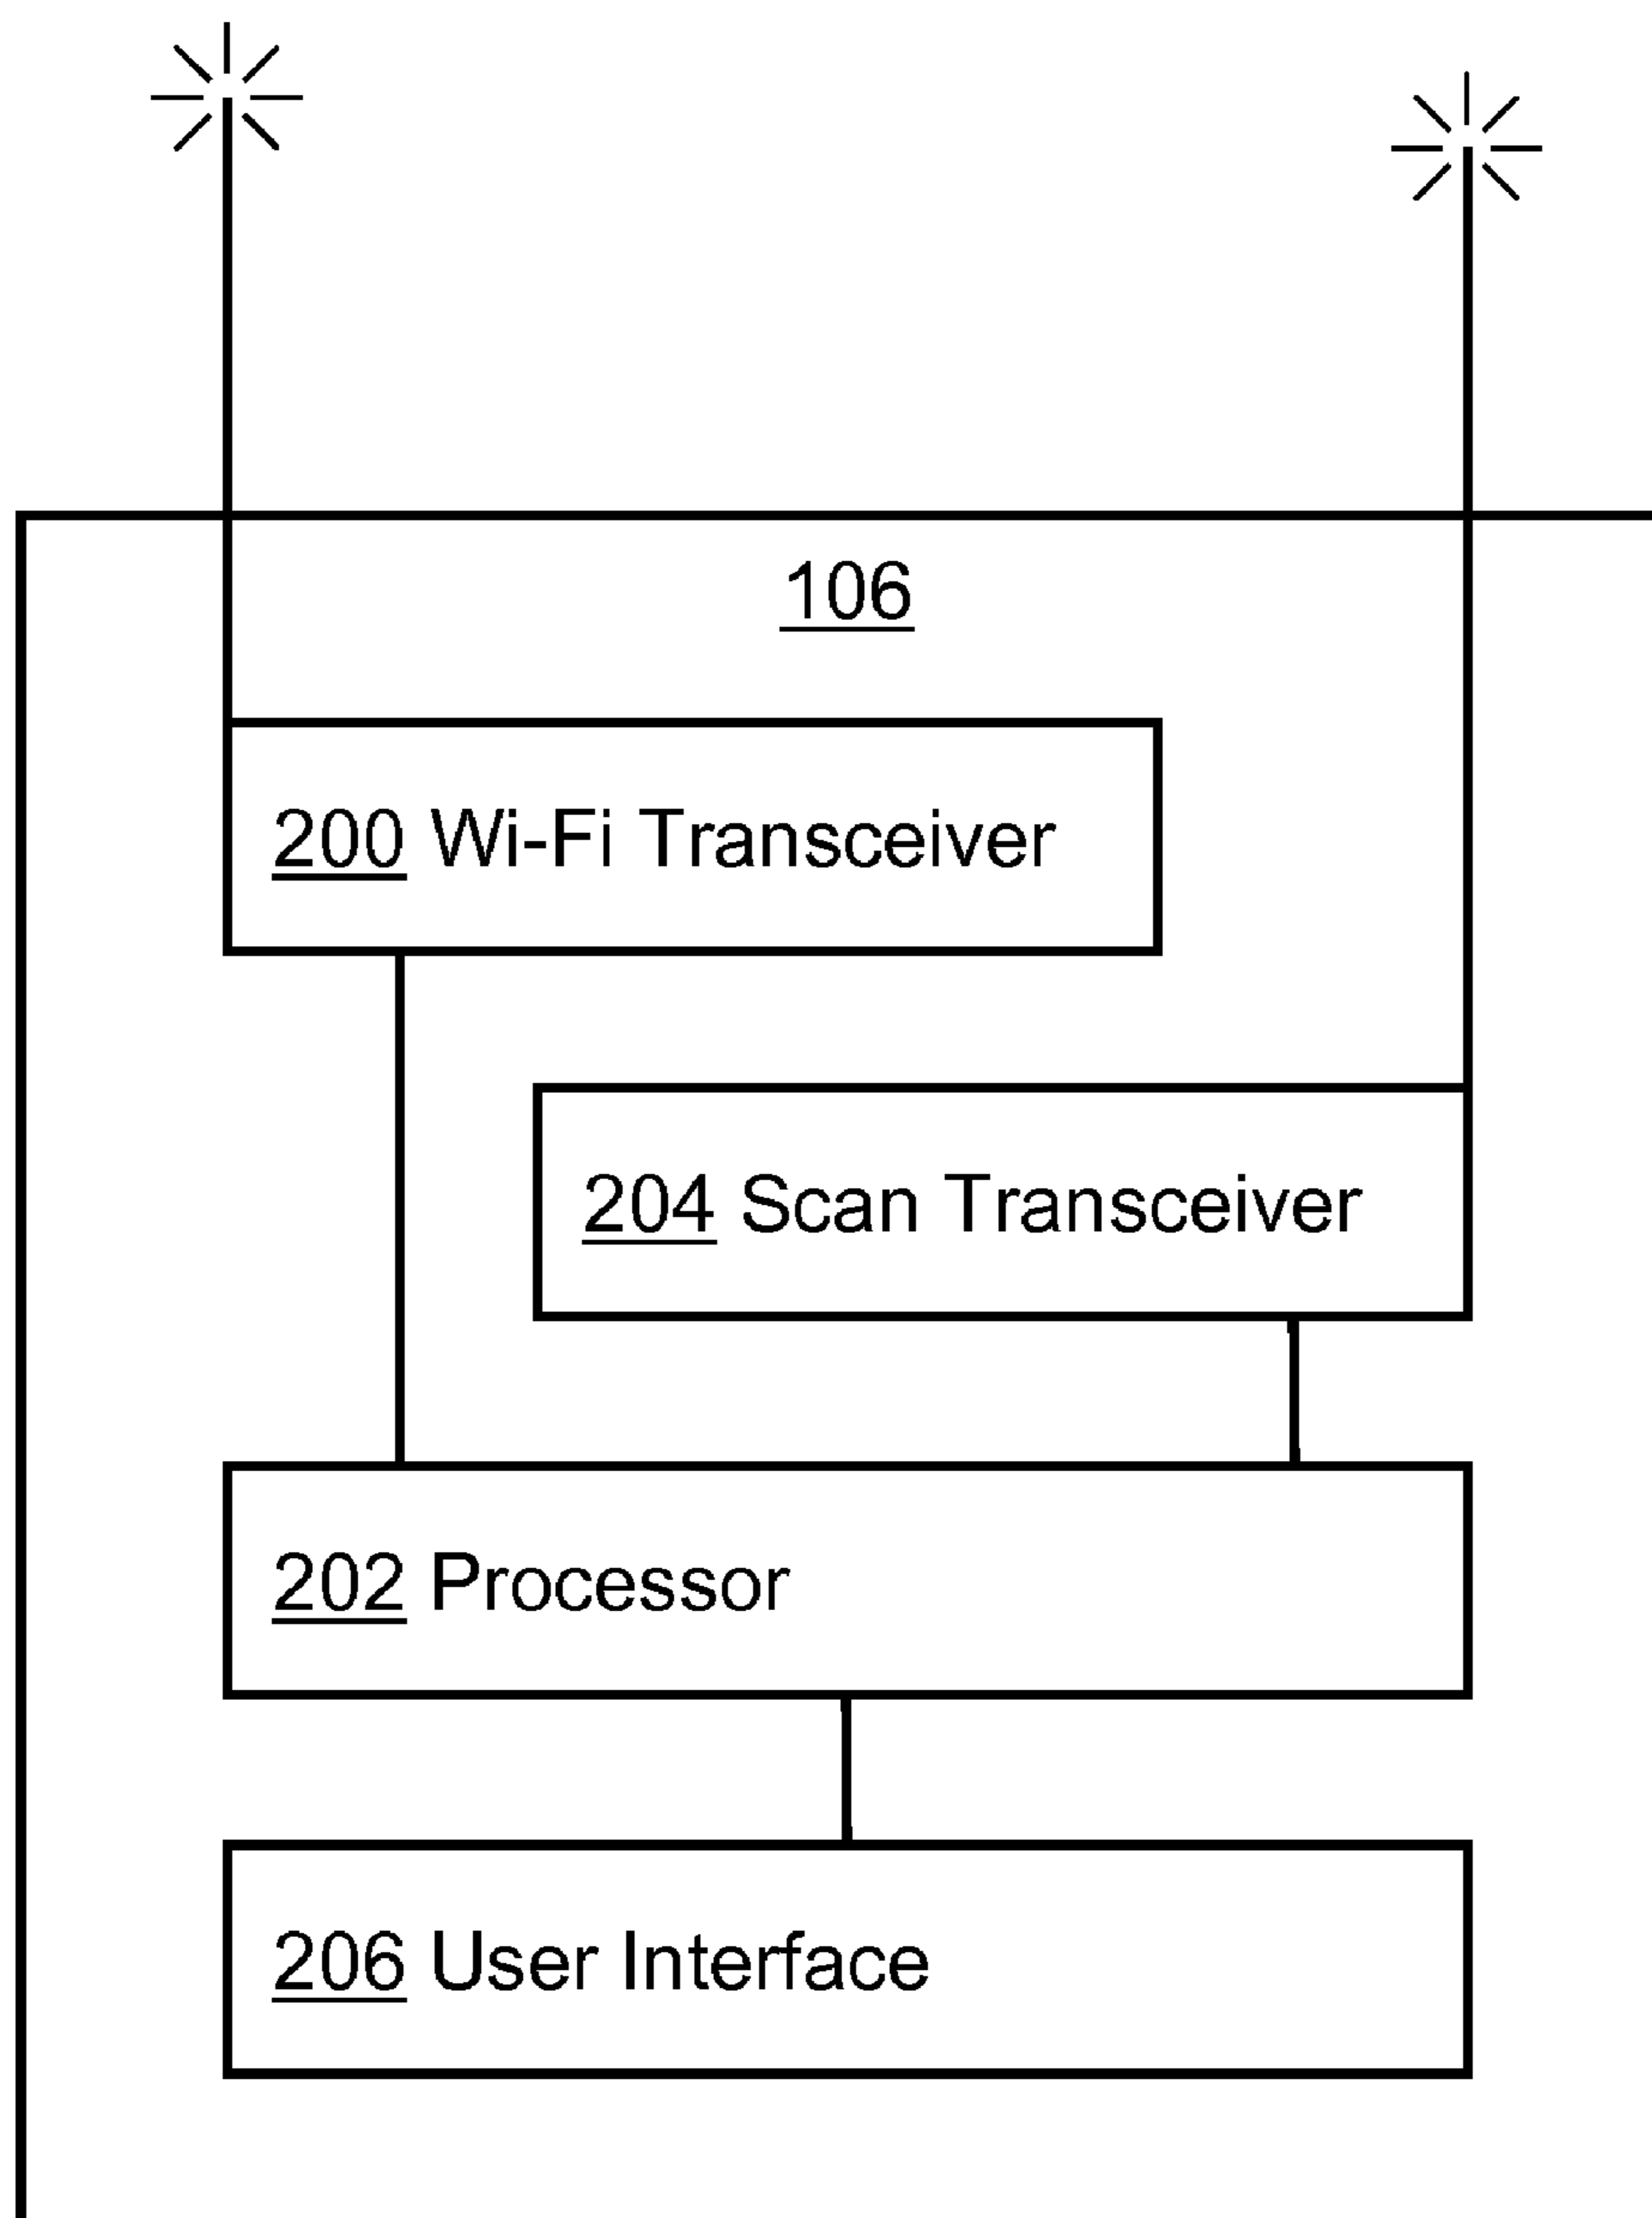 106
200 Wi-Fi Transceiver
204 Scan Transceiver
202 Processor
206 User Interface